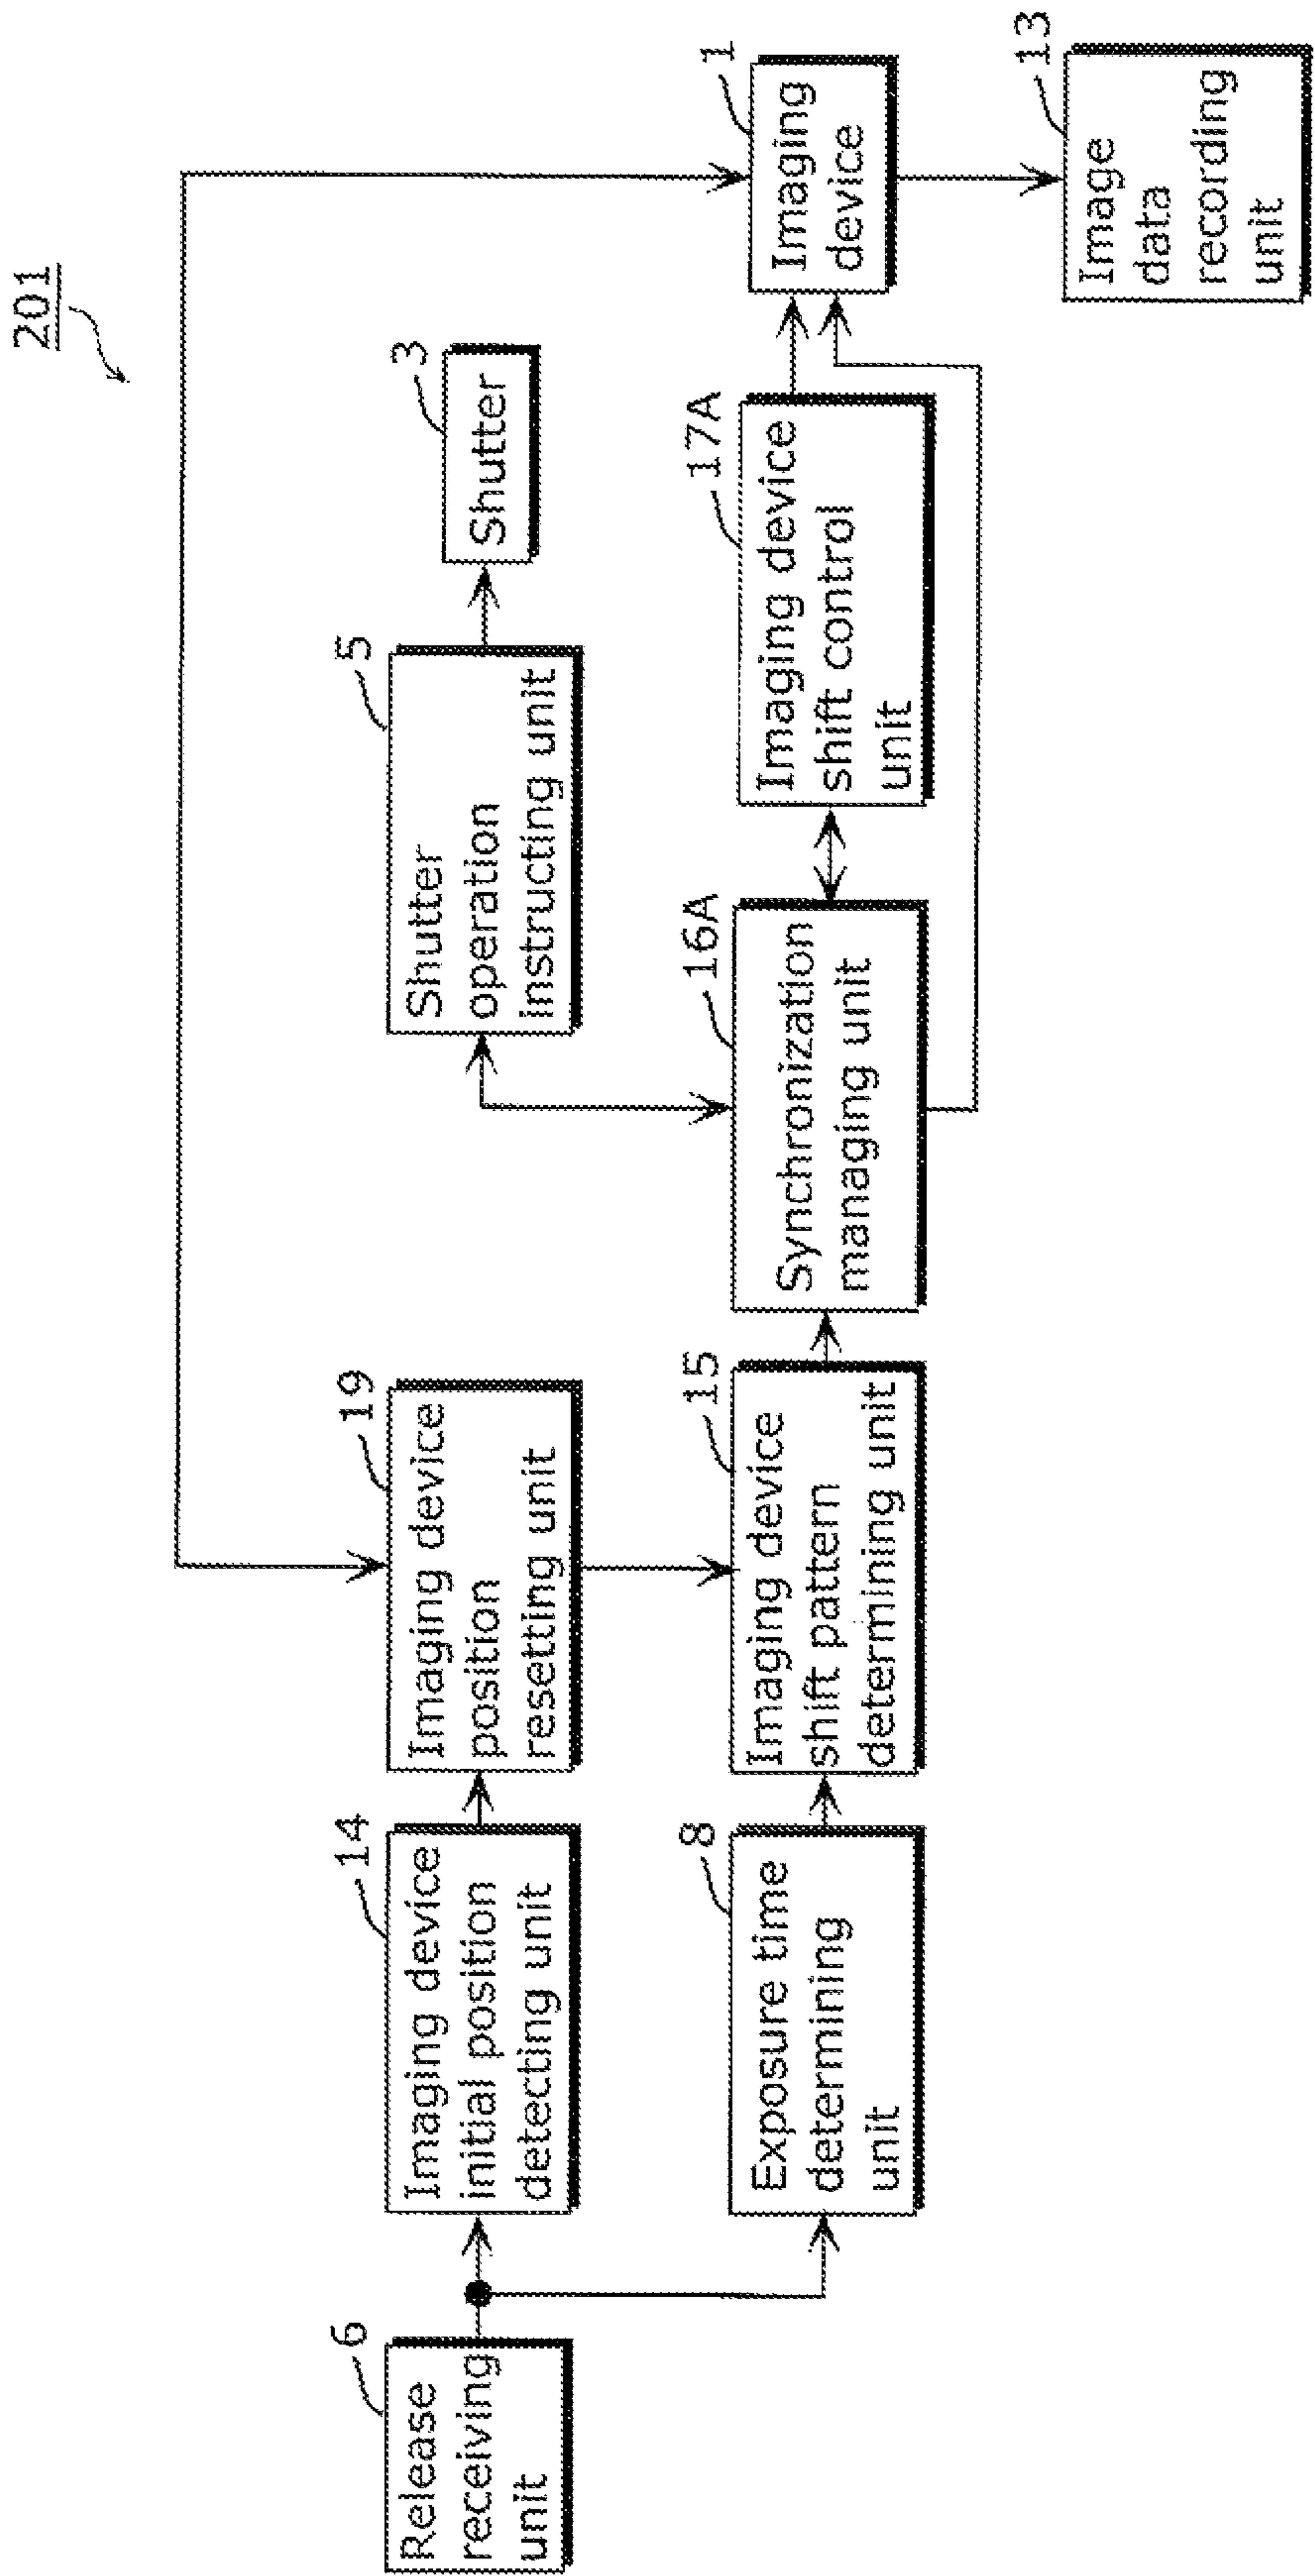 201
6
Release
receiving
unit
14
Imaging device
initial position
detecting unit
19
Imaging device
position
resetting unit
5
Shutter
operation
instructing unit
3
Shutter
8
Exposure time
determining
unit
15
Imaging device
shift pattern
determining unit
16A
Synchronization
managing unit
17A
Imaging device
shift control
unit
1
Imaging
device
13
Image
data
recording
unit